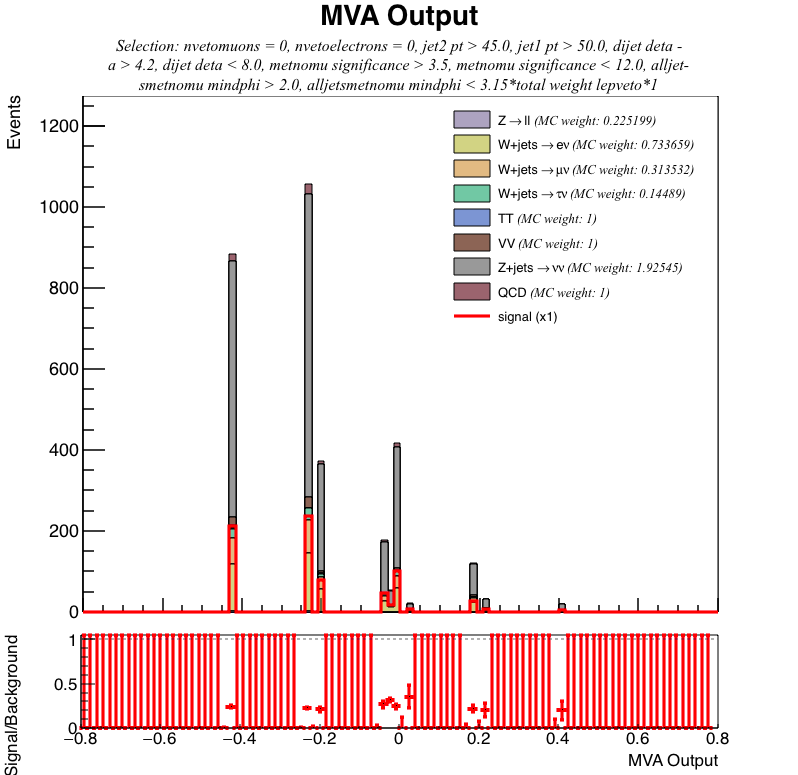 MVA Output
Selection: nvetomuons = 0, nvetoelectrons = 0, jet2 pt > 45.0, jet1 pt > 50.0, dijet deta -
a > 4.2, dijet deta < 8.0, metnomu significance > 3.5, metnomu significance < 12.0, alljet-
smetnomu mindphi > 2.0, alljetsmetnomu mindphi < 3.15*total weight lepveto*1
Events
1200
1000
800
600
400
200
0
Z→ll (MC weight: 0.225199)
W+jets→eν (MC weight: 0.733659)
W+jets→μν (MC weight: 0.313532)
W+jets→τν (MC weight: 0.14489)
TT (MC weight: 1)
VV (MC weight: 1)
Z+jets→νν (MC weight: 1.92545)
QCD (MC weight: 1)
signal (x1)
Signal/Background
1
0.5
0
−0.8 −0.6 −0.4 −0.2 0 0.2 0.4 0.6 0.8
MVA Output